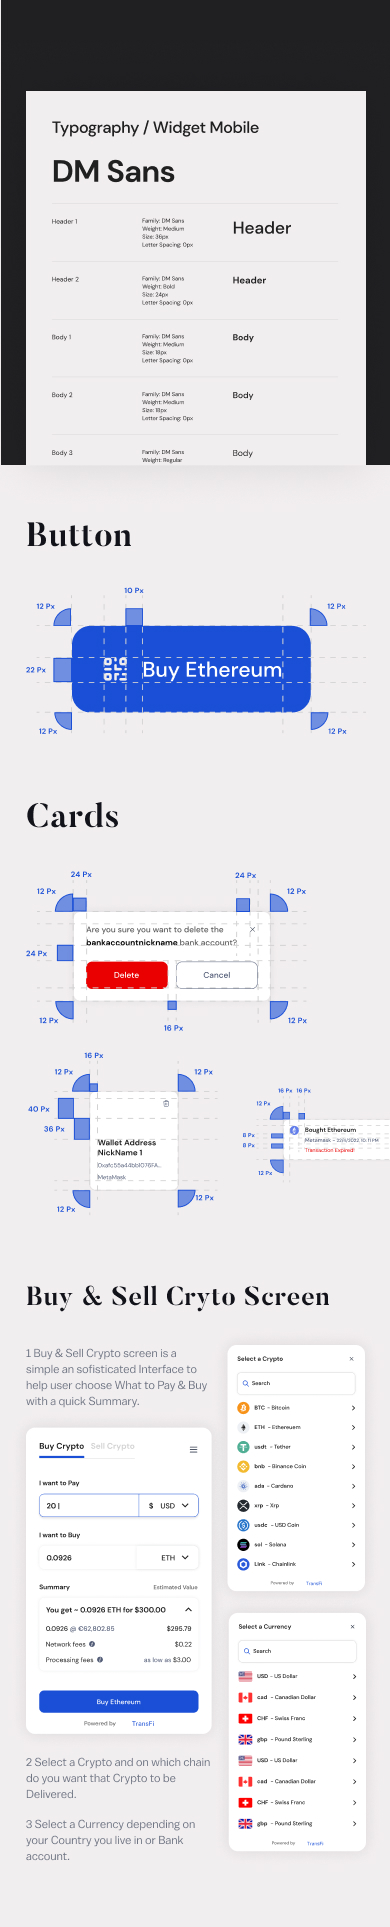 Typography / Widget Mobile
DM Sans
Header 1
Family: DM Sans
Weight: Medium
Size: 36px
Letter Spacing: 0px
Header
Header 2
Family: DM Sans
Weight: Bold
Size: 24px
Letter Spacing: 0px
Header
Body 1
Family: DM Sans
Weight: Medium
Size: 18px
Letter Spacing: 0px
Body
Body 2
Family: DM Sans
Weight: Medium
Size: 18px
Letter Spacing: 0px
Body
Body 3
Family: DM Sans
Weight: Regular
Body
Button
10 Px
12 Px
12 Px
22 Px
Buy Ethereum
12 Px
12 Px
Cards
24 Px
24 Px
12 Px
12 Px
Are you sure you want to delete the
bankaccountnickname bank account?
24 Px
Delete
Cancel
12 Px
12 Px
16 Px
16 Px
12 Px
12 Px
40 Px
36 Px
Wallet Address
NickName 1
0xafc55a44bb1076FA...
MetaMask
12 Px
12 Px
16 Px
16 Px
12 Px
8 Px
8 Px
Bought Ethereum
Metamask - 22/11/2032 10:11 PM
Transaction Expired!
12 Px
Buy & Sell Cryto Screen
1 Buy & Sell Crypto screen is a
simple an sofisticated Interface to
help user choose What to Pay & Buy
with a quick Summary.
Buy Crypto
Sell Crypto
I want to Pay
20 |
$ USD
I want to Buy
0.0926
ETH
Summary
Estimated Value
You get ~ 0.0926 ETH for $300.00
0.0926 @ €62,802.85
$295.79
Network fees
$0.22
Processing fees
as low as $3.00
Buy Ethereum
Powered by TransFi
2 Select a Crypto and on which chain
do you want that Crypto to be
Delivered.
3 Select a Currency depending on
your Country you live in or Bank
account.
Select a Crypto
Search
BTC - Bitcoin
ETH - Ethereuem
usdt - Tether
bnb - Binance Coin
ada - Cardano
xrp - Xrp
usdc - USD Coin
sol - Solana
Link - Chainlink
Powered by TransFi
Select a Currency
Search
USD - US Dollar
cad - Canadian Dollar
CHF - Swiss Franc
gbp - Pound Sterling
USD - US Dollar
cad - Canadian Dollar
CHF - Swiss Franc
gbp - Pound Sterling
Powered by TransFi